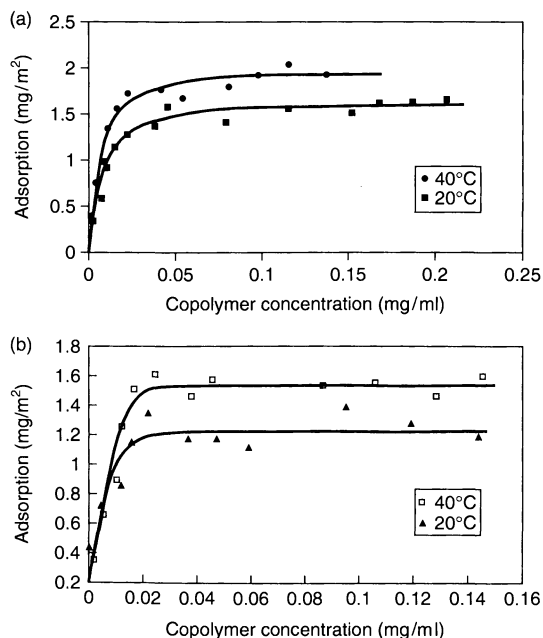 (a)
2.5
2
1.5
1
0.5
0
Adsorption (mg/m²)
40°C
20°C
0 0.05 0.1 0.15 0.2 0.25
Copolymer concentration (mg/ml)
(b)
1.8
1.6
1.4
1.2
1
0.8
0.6
0.4
0.2
Adsorption (mg/m²)
40°C
20°C
0 0.02 0.04 0.06 0.08 0.1 0.12 0.14 0.16
Copolymer concentration (mg/ml)